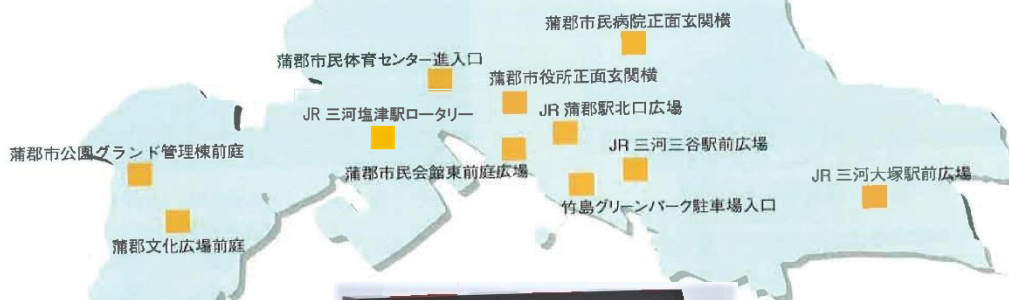 蒲郡市民病院正面玄関横
蒲郡市民体育センター進入口
蒲郡市役所正面玄関横
JR 三河塩津駅ロータリー
JR 蒲郡駅北口広場
蒲郡市公園グランド管理棟前庭
JR 三河三谷駅前広場
蒲郡市民会館東前庭広場
JR 三河大塚駅前広場
竹島グリーンパーク駐車場入口
蒲郡文化広場前庭